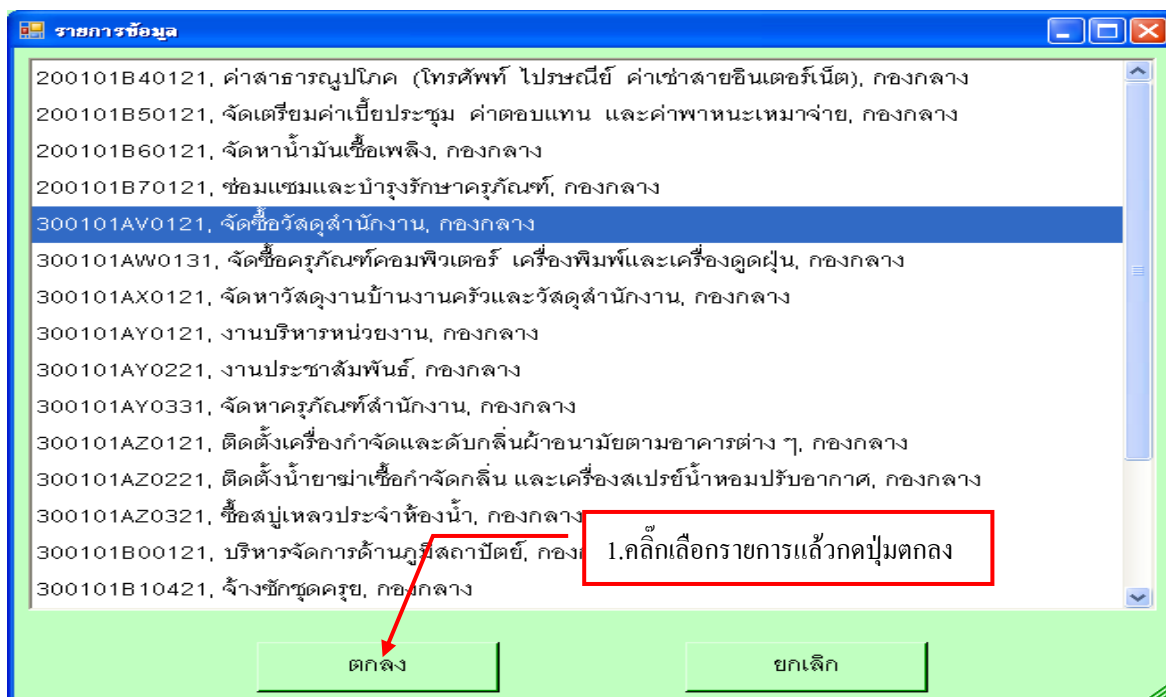 รายการข้อมูล
200101B40121, ค่าสาธารณูปโภค (โทรศัพท์ ไปรษณีย์ ค่าเช่าสายอินเตอร์เน็ต), กองกลาง
200101B50121, จัดเตรียมค่าเบี้ยประชุม ค่าตอบแทน และค่าพาหนะเหมาจ่าย, กองกลาง
200101B60121, จัดหาน้ำมันเชื้อเพลิง, กองกลาง
200101B70121, ซ่อมแซมและบำรุงรักษาครุภัณฑ์, กองกลาง
300101AV0121, จัดซื้อวัสดุสำนักงาน, กองกลาง
300101AW0131, จัดซื้อครุภัณฑ์คอมพิวเตอร์ เครื่องพิมพ์และเครื่องดูดฝุ่น, กองกลาง
300101AX0121, จัดหาวัสดุงานบ้านงานครัวและวัสดุสำนักงาน, กองกลาง
300101AY0121, งานบริหารหน่วยงาน, กองกลาง
300101AY0221, งานประชาสัมพันธ์, กองกลาง
300101AY0331, จัดหาครุภัณฑ์สำนักงาน, กองกลาง
300101AZ0121, ติดตั้งเครื่องกำจัดและดับกลิ่นผ้าอนามัยตามอาคารต่าง ๆ, กองกลาง
300101AZ0221, ติดตั้งน้ำยาฆ่าเชื้อกำจัดกลิ่น และเครื่องสเปรย์น้ำหอมปรับอากาศ, กองกลาง
300101AZ0321, ซื้อสบู่เหลวประจำห้องน้ำ, กองกลาง
300101B00121, บริหารจัดการด้านภูมิสถาปัตย์,
1.คลิ๊กเลือกรายการแล้วกดปุ่มตกลง
300101B10421, จ้างซักชุดครุย, กองกลาง
ตกลง
ยกเลิก